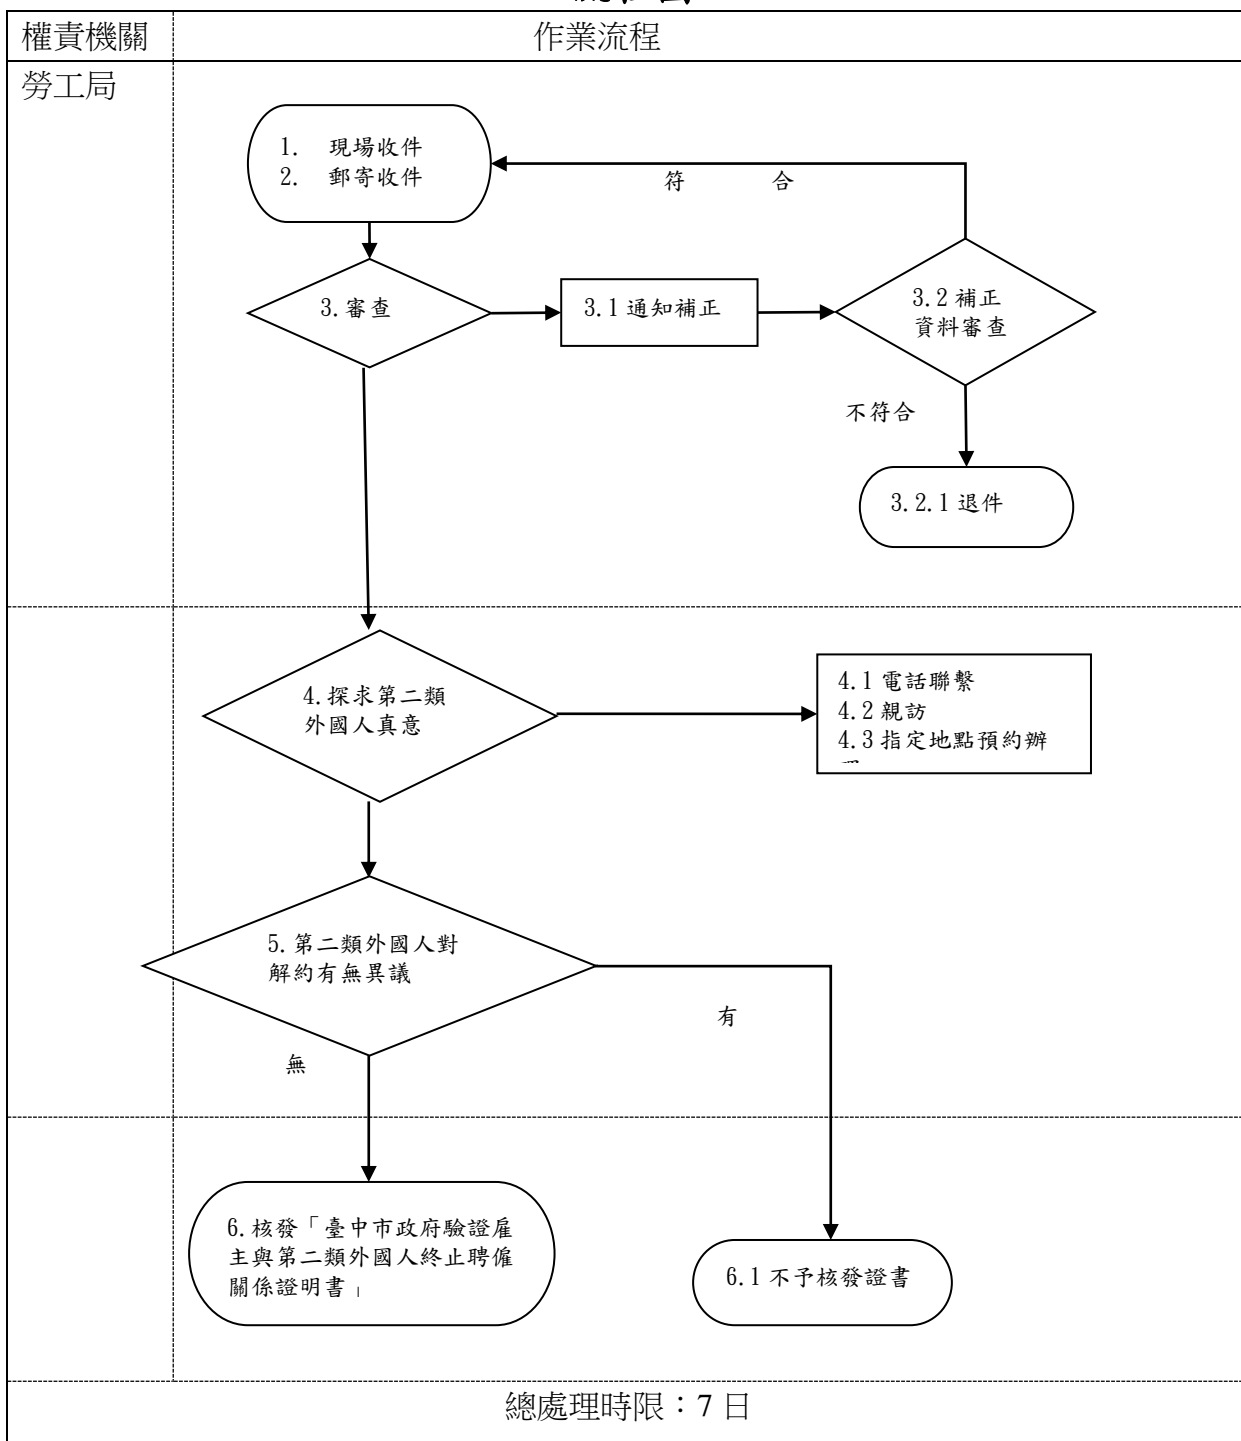 權責機關
作業流程
勞工局
1. 現場收件
2. 郵寄收件
符 合
3.審查
3.1 通知補正
3.2 補正
資料審查
不符合
3.2.1 退件
4.探求第二類
外國人真意
4.1 電話聯繫
4.2 親訪
4.3 指定地點預約辦
5.第二類外國人對
解約有無異議
有
無
6.核發「臺中市政府驗證雇
主與第二類外國人終止聘僱
關係證明書」
6.1 不予核發證書
總處理時限：7 日